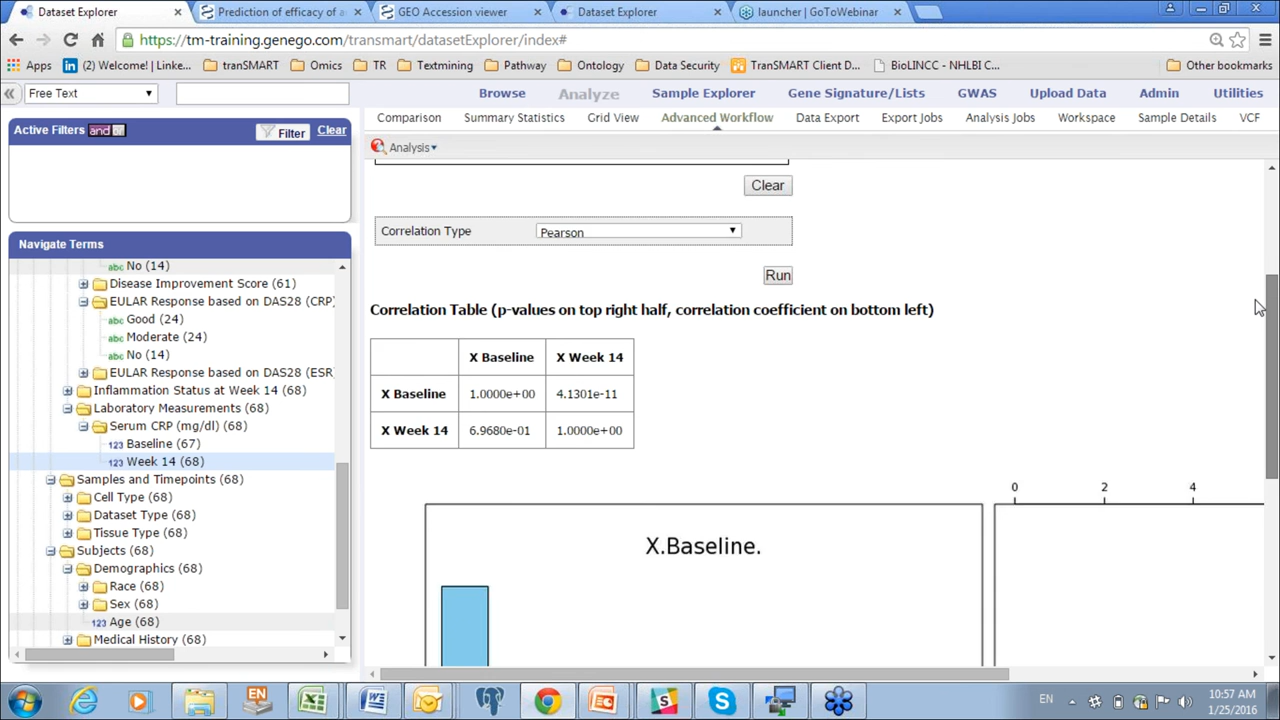 Dataset Explorer
Prediction of efficacy of an
GEO Accession viewer
Dataset Explorer
launcher | GoToWebinar
https://tm-training.genego.com/transmart/datasetExplorer/index#
Apps
(2) Welcome! | Linke...
tranSMART
Omics
TR
Textmining
Pathway
Ontology
Data Security
TranSMART Client D...
BioLINCC - NHLBI C...
Other bookmarks
Free Text
Browse
Analyze
Sample Explorer
Gene Signature/Lists
GWAS
Upload Data
Admin
Utilities
Active Filters and or
Filter
Clear
Comparison
Summary Statistics
Grid View
Advanced Workflow
Data Export
Export Jobs
Analysis Jobs
Workspace
Sample Details
VCF
Analysis
Navigate Terms
abc No (14)
Disease Improvement Score (61)
EULAR Response based on DAS28 (CRP)
abc Good (24)
abc Moderate (24)
abc No (14)
EULAR Response based on DAS28 (ESR
Inflammation Status at Week 14 (68)
Laboratory Measurements (68)
Serum CRP (mg/dl) (68)
123 Baseline (67)
123 Week 14 (68)
Samples and Timepoints (68)
Cell Type (68)
Dataset Type (68)
Tissue Type (68)
Subjects (68)
Demographics (68)
Race (68)
Sex (68)
123 Age (68)
Medical History (68)
Clear
Correlation Type
Pearson
Run
Correlation Table (p-values on top right half, correlation coefficient on bottom left)
X Baseline X Week 14
X Baseline 1.0000e+00 4.1301e-11
X Week 14 6.9680e-01 1.0000e+00
0 2 4
X.Baseline.
EN
EN
10:57 AM
1/25/2016